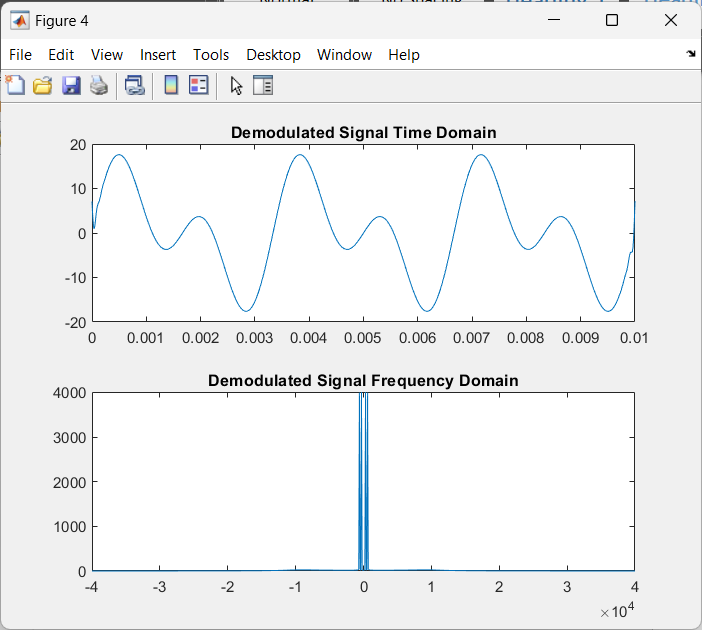 Figure 4
File Edit View Insert Tools Desktop Window Help
Demodulated Signal Time Domain
20
10
0
-10
-20
0 0.001 0.002 0.003 0.004 0.005 0.006 0.007 0.008 0.009 0.01
Demodulated Signal Frequency Domain
4000
3000
2000
1000
0
-4 -3 -2 -1 0 1 2 3 4
×10⁴